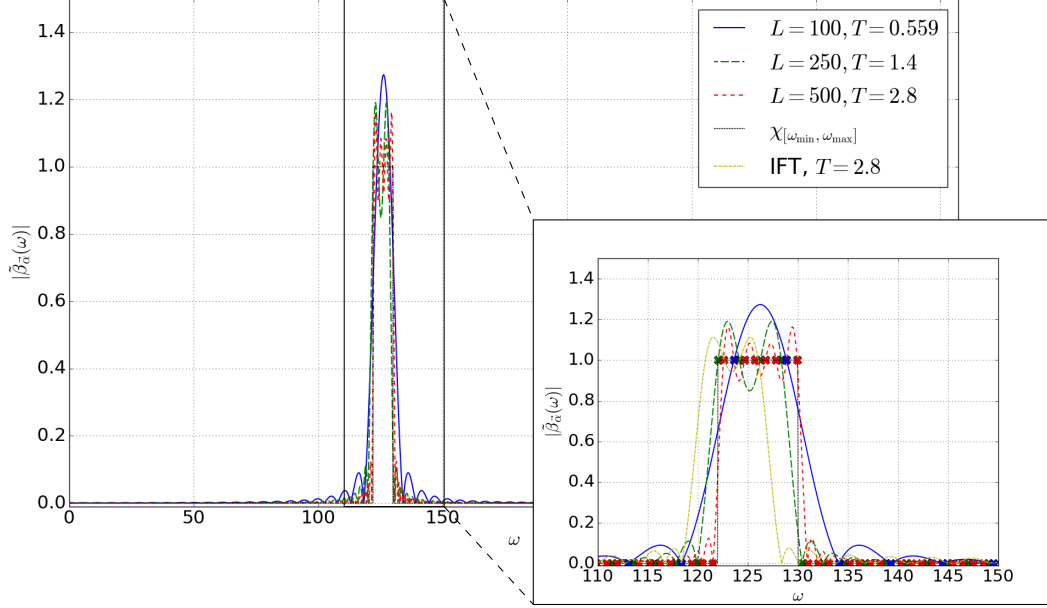 1.4
1.2
1.0
0.8
0.6
0.4
0.2
0.0
|β̃_α⃗(ω)|
0 50 100 150
ω
L = 100, T = 0.559
L = 250, T = 1.4
L = 500, T = 2.8
χ_[ω_min, ω_max]
IFT, T = 2.8
1.4
1.2
1.0
0.8
0.6
0.4
0.2
0.0
|β̃_α⃗(ω)|
110 115 120 125 130 135 140 145 150
ω